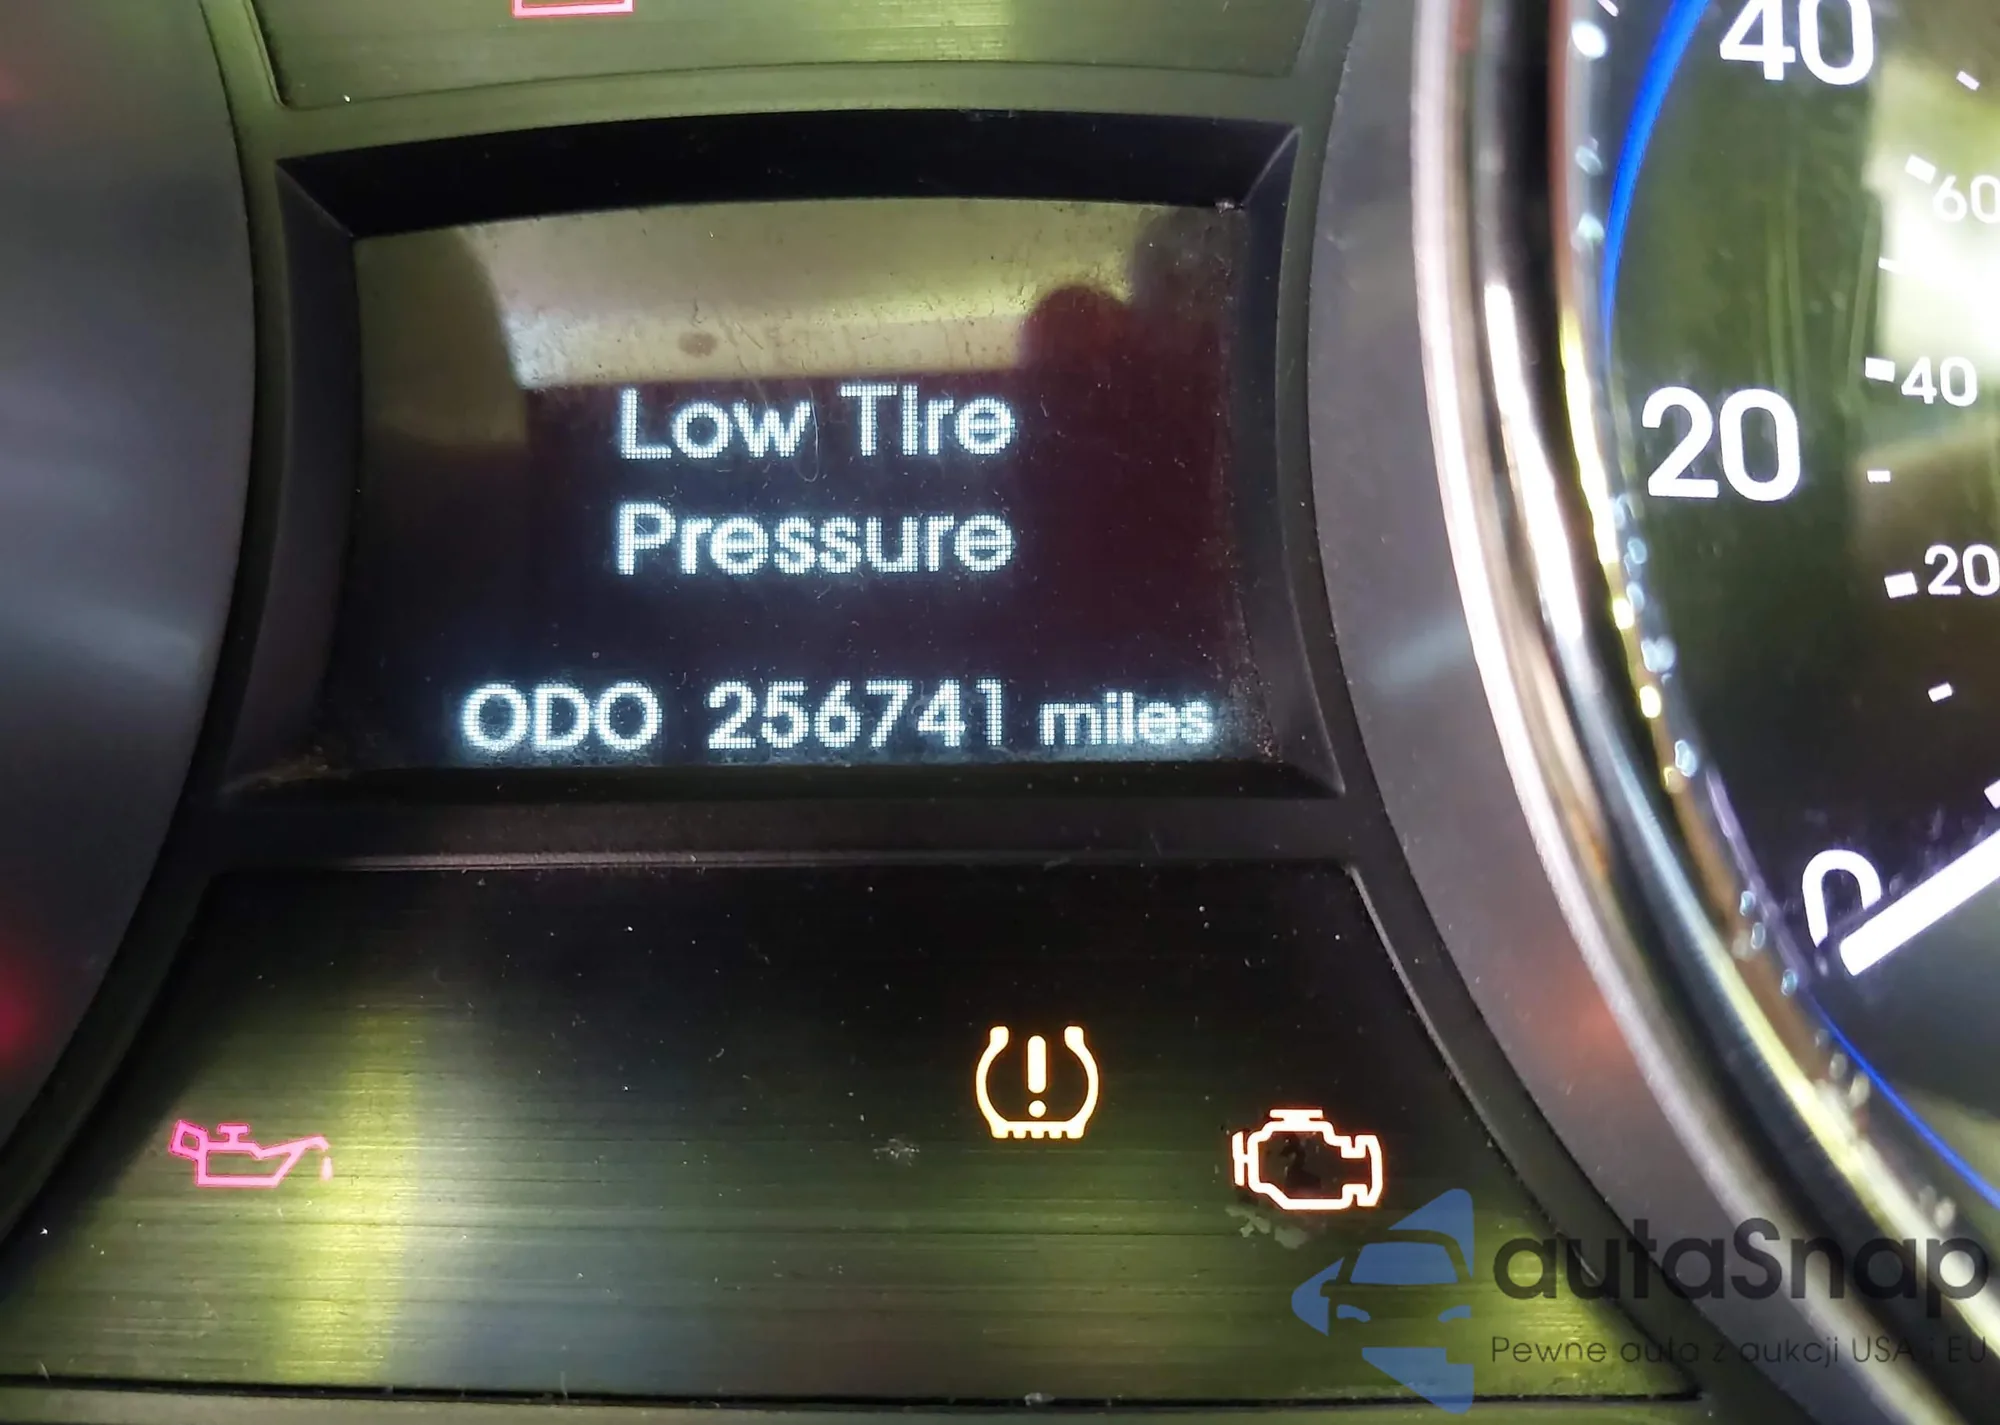 Low Tire
Pressure
ODO 256741 miles
40
60
20
40
20
0
autaSnap
Pewne auta z aukcji USA i EU